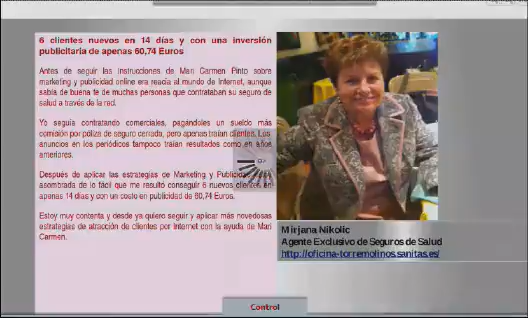 6 clientes nuevos en 14 días y con una inversión
publicitaria de apenas 60,74 Euros
Antes de seguir las instrucciones de Mari Carmen Pinto sobre
marketing y publicidad online era reacia al mundo de Internet, aunque
sabía de buena fe de muchas personas que contrataban su seguro de
salud a través de la red.
Yo seguía contratando comerciales, pagándoles un sueldo más
comisión por póliza de seguro cerrada, pero apenas traían clientes. Los
anuncios en los periódicos tampoco traían resultados como en años
anteriores.
Después de aplicar las estrategias de Marketing y Publicidad
asombrada de lo fácil que me resultó conseguir 6 nuevos clientes en
apenas 14 días y con un costo en publicidad de 60,74 Euros.
Estoy muy contenta y desde ya quiero seguir y aplicar más novedosas
estrategias de atracción de clientes por Internet con la ayuda de Mari
Carmen.
Mirjana Nikolic
Agente Exclusivo de Seguros de Salud
http://oficina-torremolinos.sanitas.es/
Control